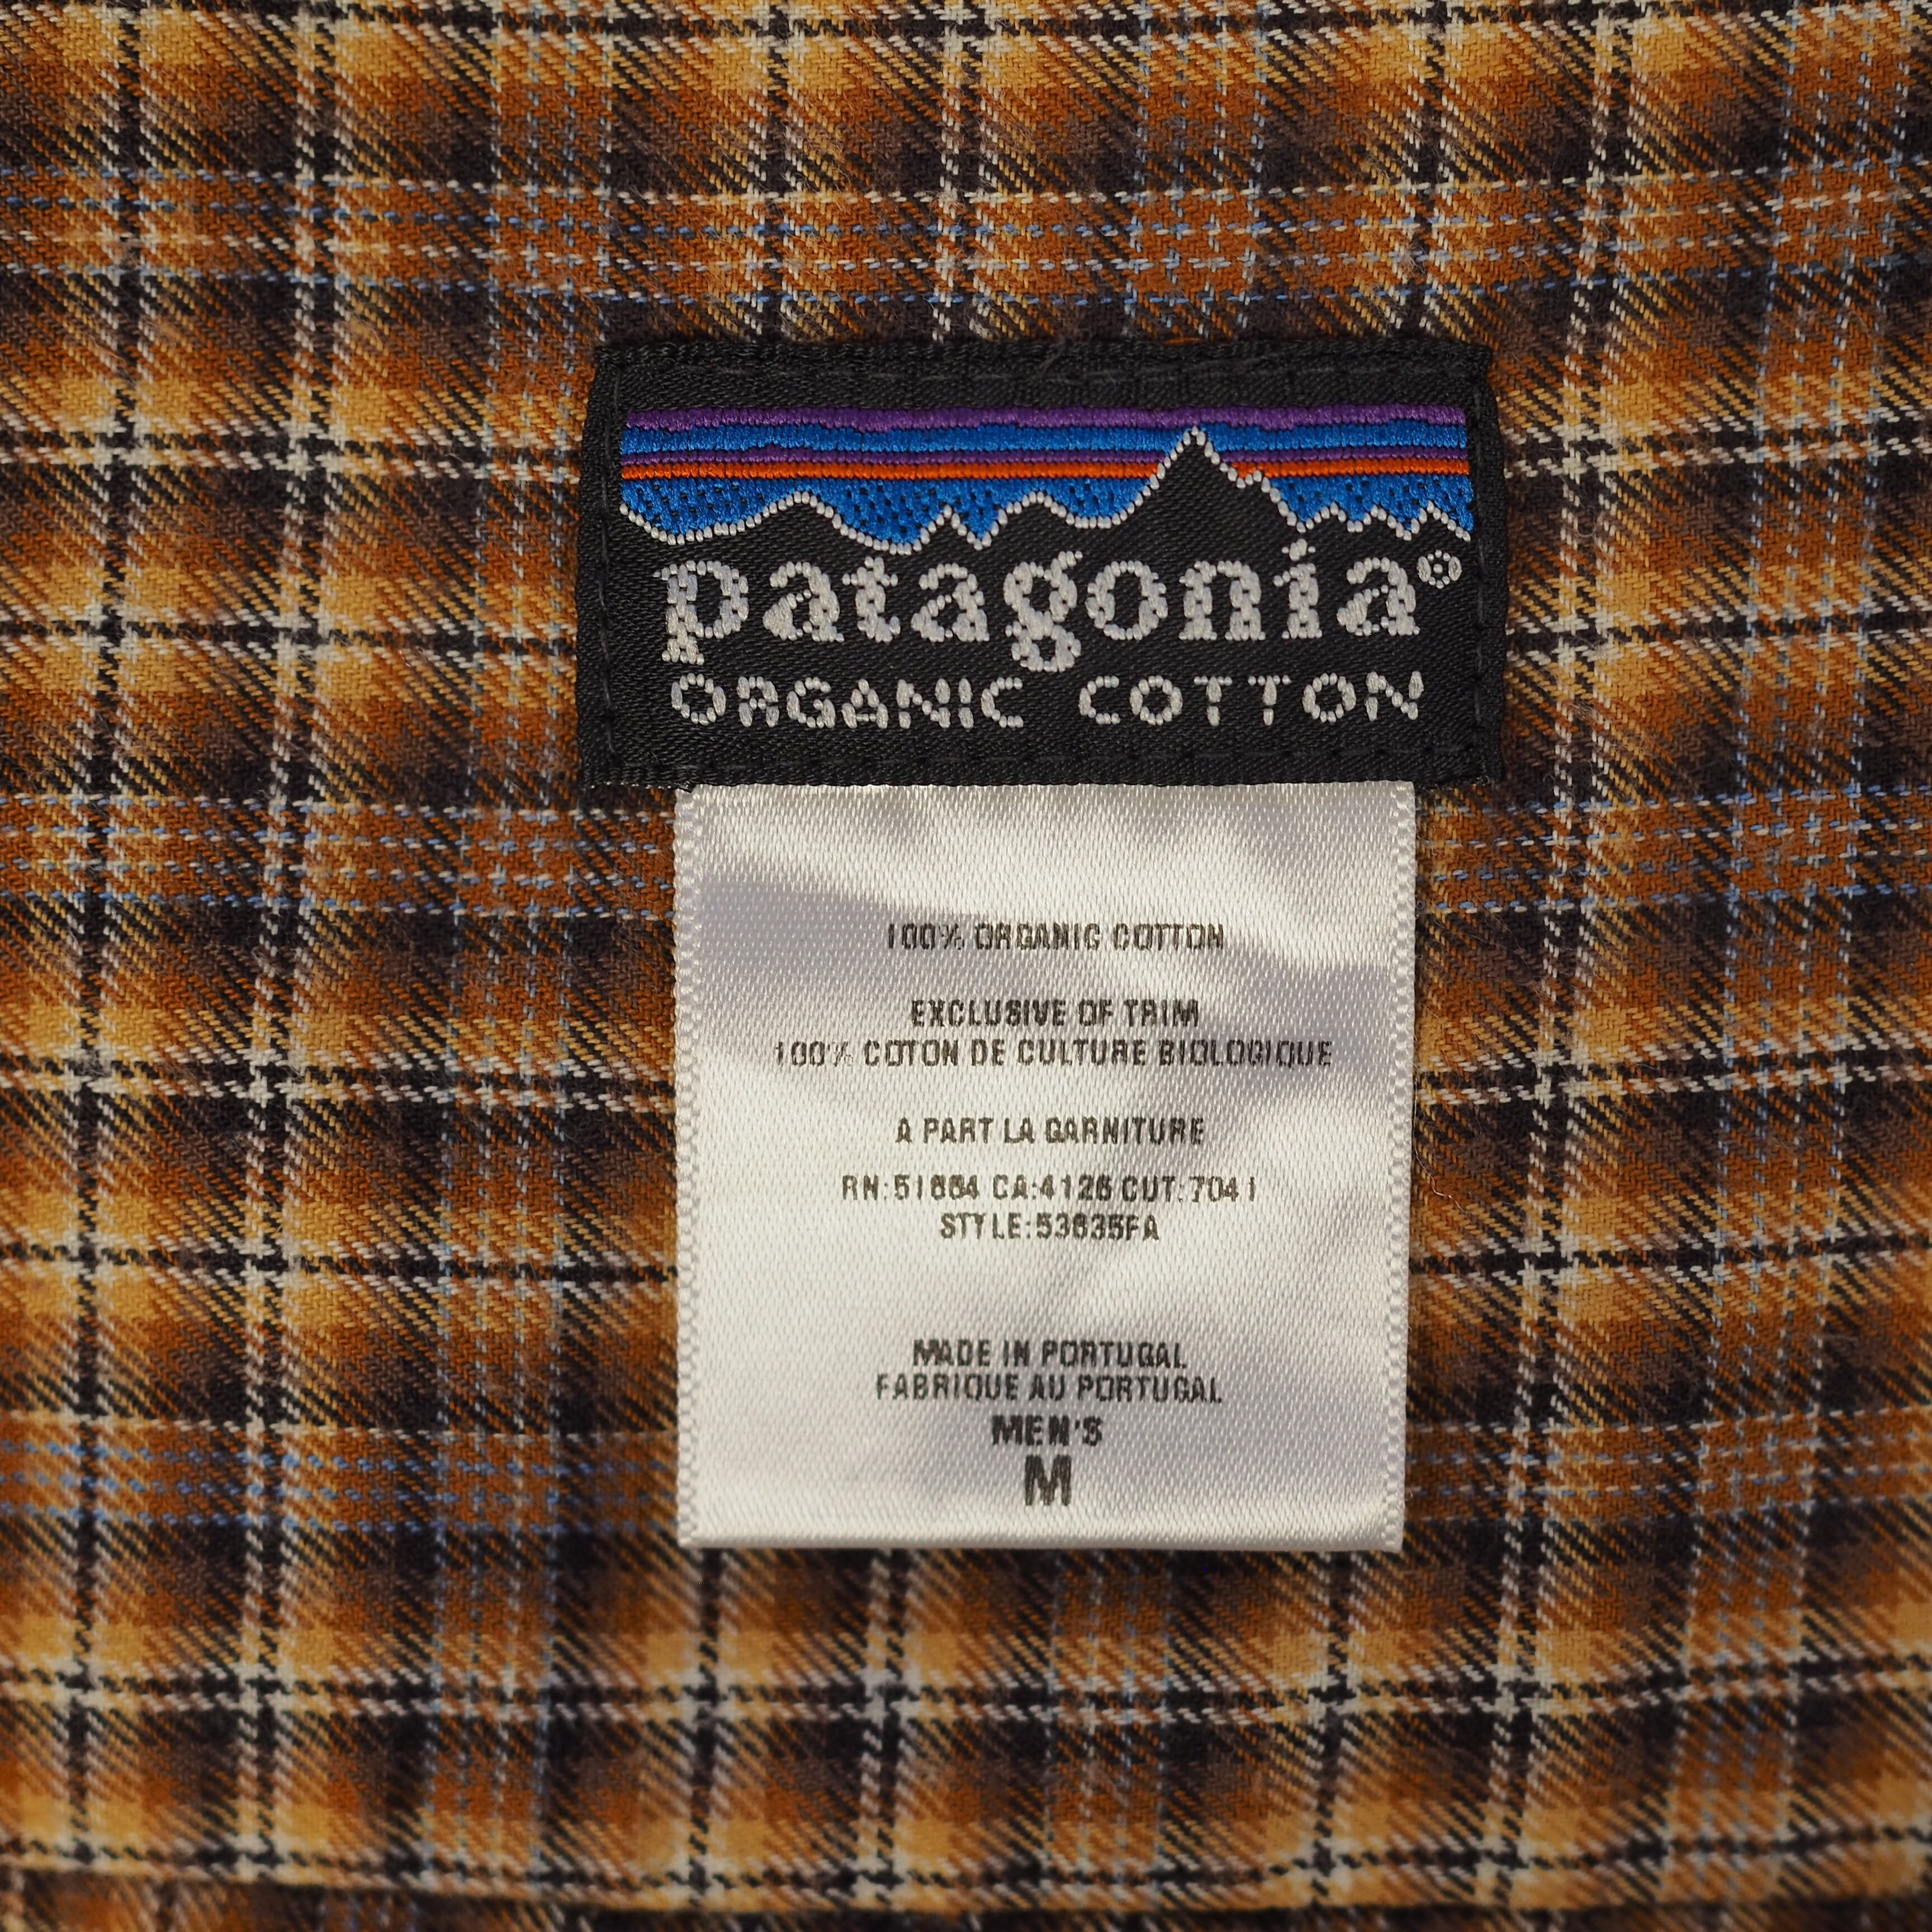 patagonia®
ORGANIC COTTON
100% ORGANIC COTTON
EXCLUSIVE OF TRIM
100% COTON DE CULTURE BIOLOGIQUE
A PART LA GARNITURE
RN:51884 CA:4126 CUT:7041
STYLE:53835FA
MADE IN PORTUGAL
FABRIQUE AU PORTUGAL
MEN'S
M